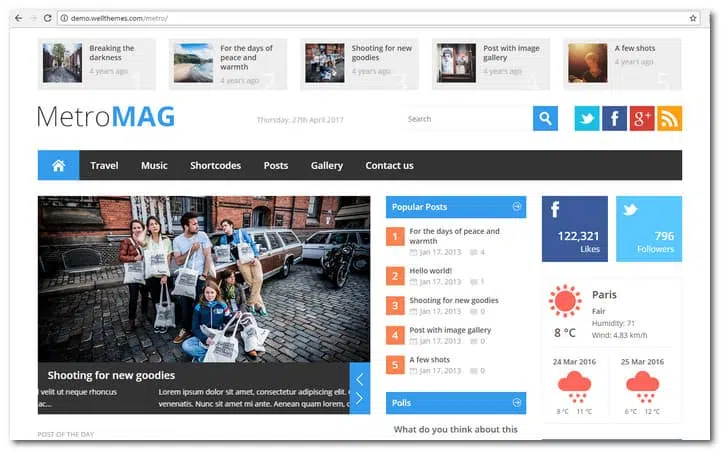 demo.wellthemes.com/metro/
Breaking the
darkness
4 years ago
For the days of
peace and
warmth
4 years ago
Shooting for new
goodies
4 years ago
Post with image
gallery
4 years ago
A few shots
4 years ago
MetroMAG
Thursday, 27th April 2017
Search
Travel Music Shortcodes Posts Gallery Contact us
Shooting for new goodies
l velit ut neque rhoncus
ac...
Lorem ipsum dolor sit amet, consectetur adipiscing elit.
venenatis. Nunc sit amet sem quam. Aenean quam lorem, f
Popular Posts
1 For the days of peace and
warmth
Jan 17, 2013 4
2 Hello world!
Jan 17, 2013 1
3 Shooting for new goodies
Jan 17, 2013 0
4 Post with image gallery
Jan 17, 2013 0
5 A few shots
Jan 17, 2013 0
Polls
What do you think about this
f
122,321
Likes
796
Followers
Paris
8 °C
Fair
Humidity: 71
Wind: 4.83 km/h
24 Mar 2016 25 Mar 2016
8 °C 11 °C 6 °C 12 °C
POST OF THE DAY